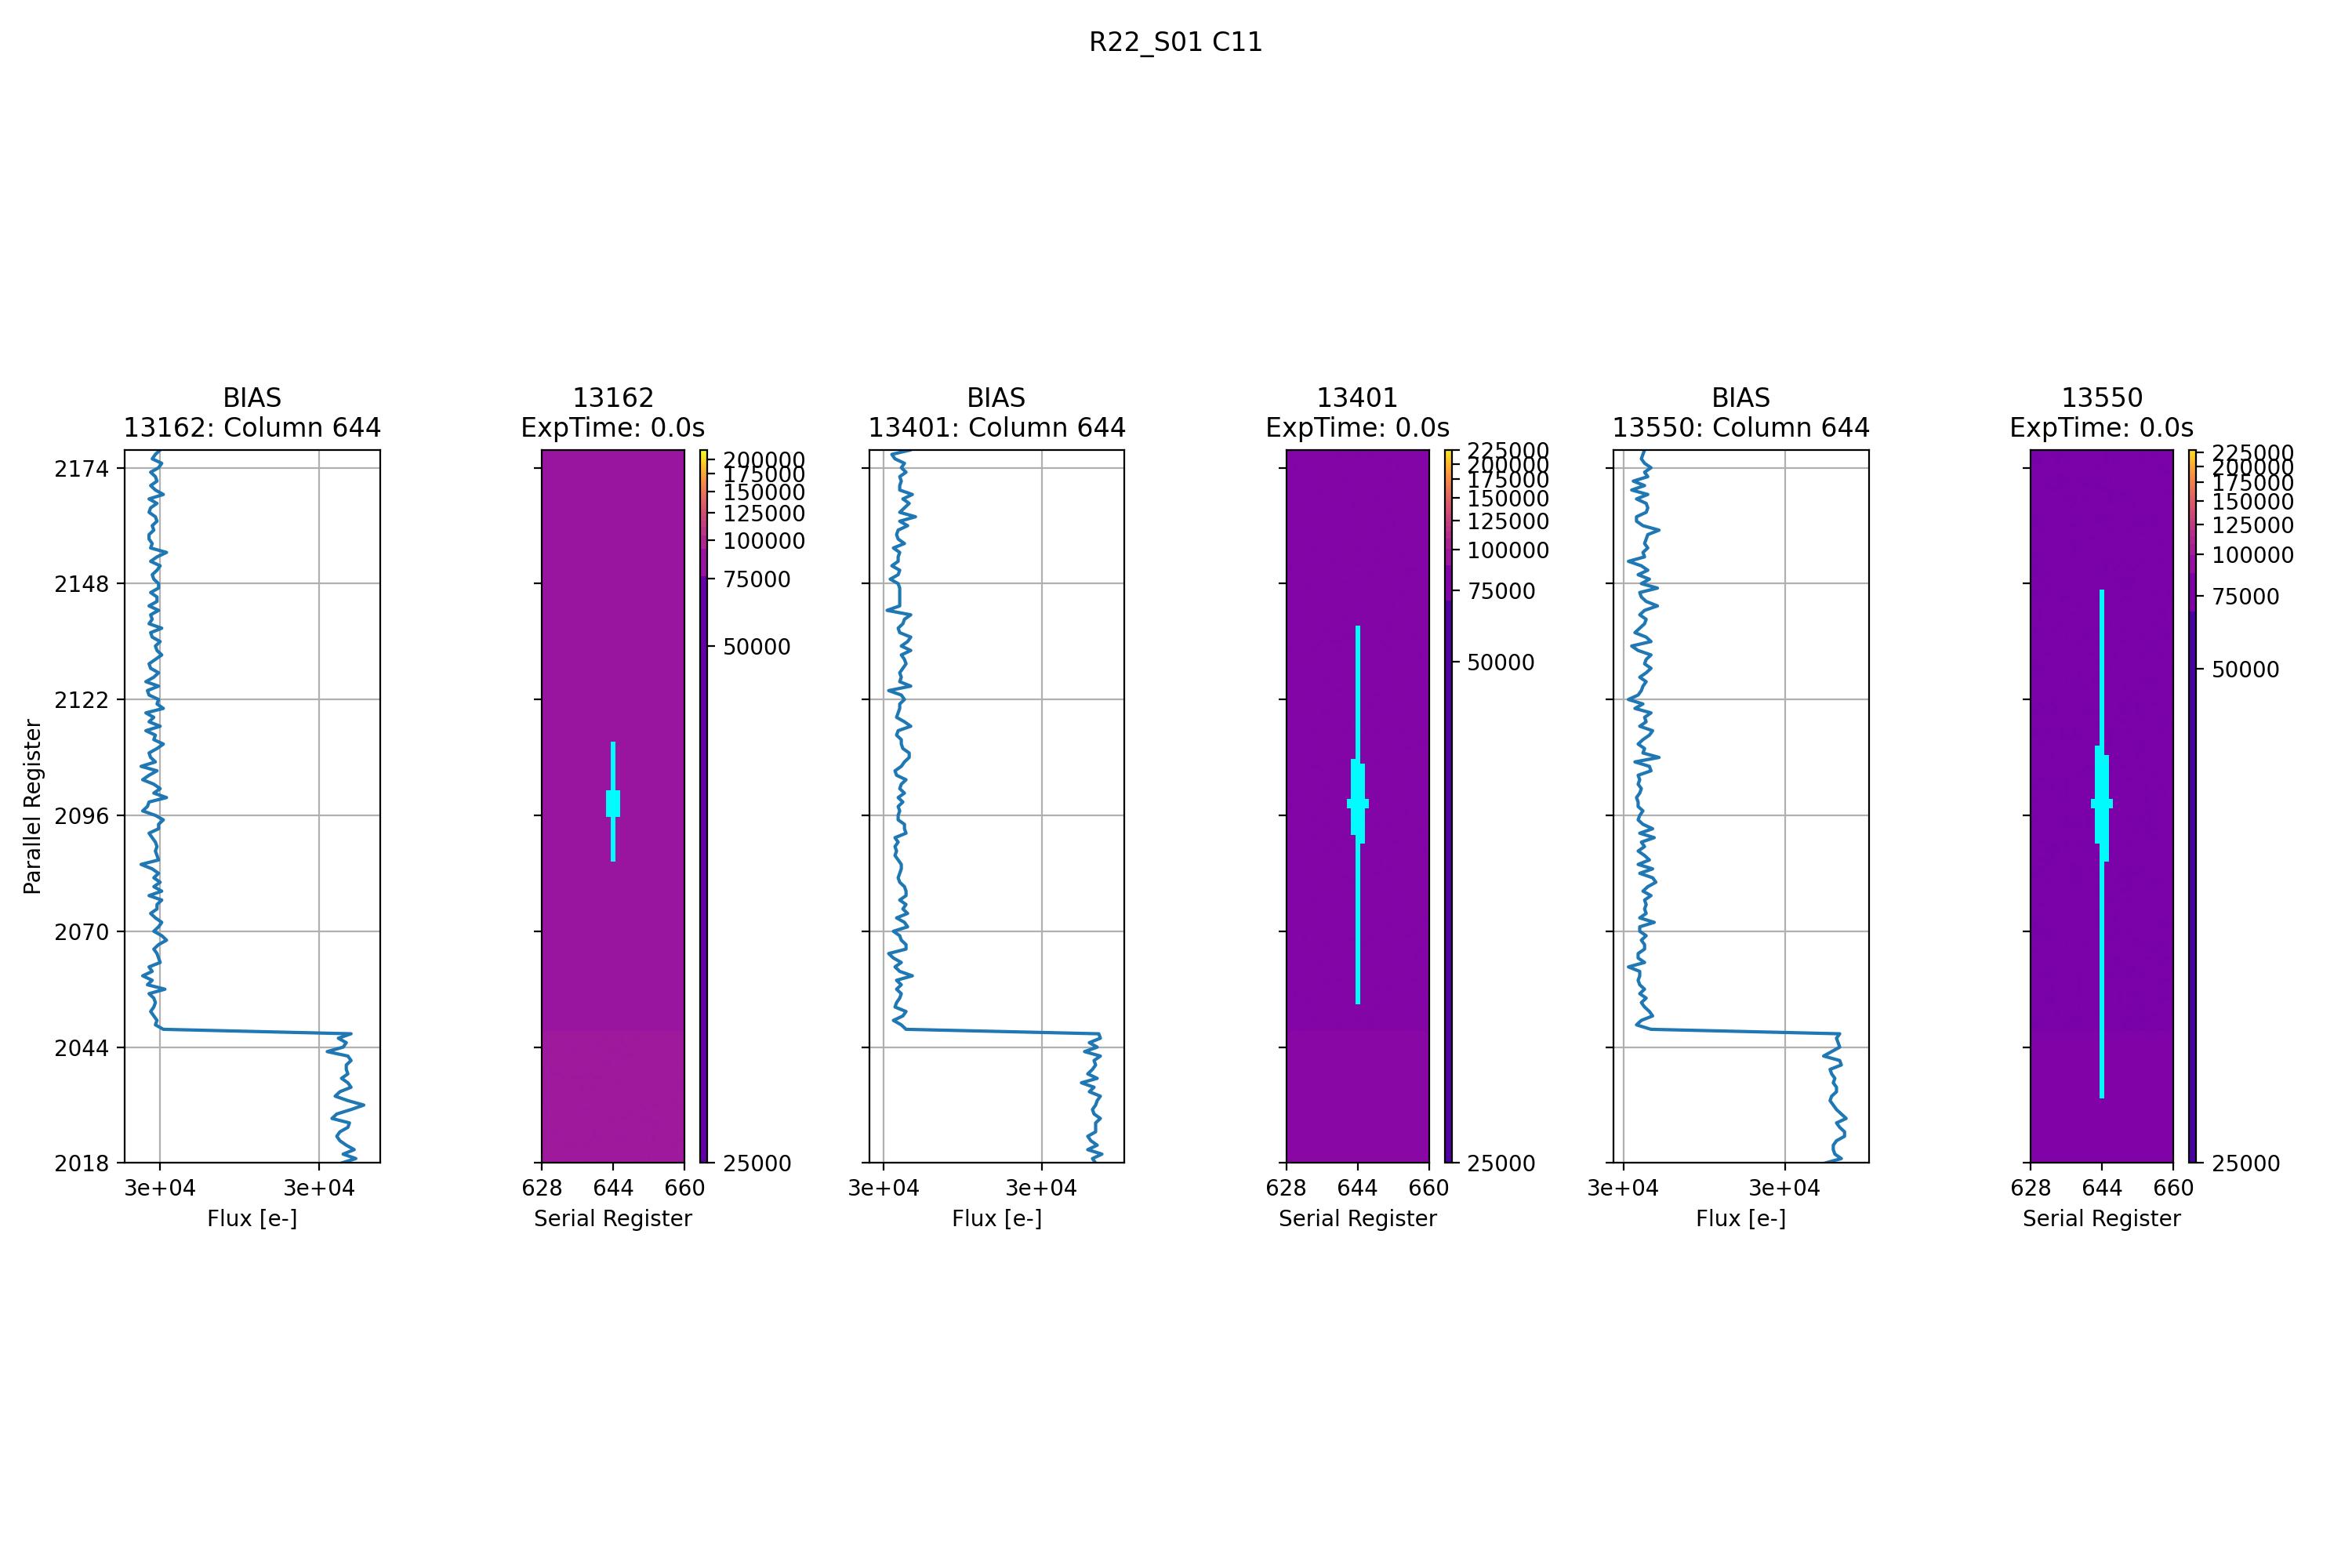 R22_S01 C11
BIAS
13162: Column 644
13162
ExpTime: 0.0s
BIAS
13401: Column 644
13401
ExpTime: 0.0s
BIAS
13550: Column 644
13550
ExpTime: 0.0s
Parallel Register
2174
2148
2122
2096
2070
2044
2018
3e+04 3e+04
Flux [e-]
628 644 660
Serial Register
200000
175000
150000
125000
100000
75000
50000
25000
3e+04 3e+04
Flux [e-]
628 644 660
Serial Register
225000
200000
175000
150000
125000
100000
75000
50000
25000
3e+04 3e+04
Flux [e-]
628 644 660
Serial Register
225000
200000
175000
150000
125000
100000
75000
50000
25000